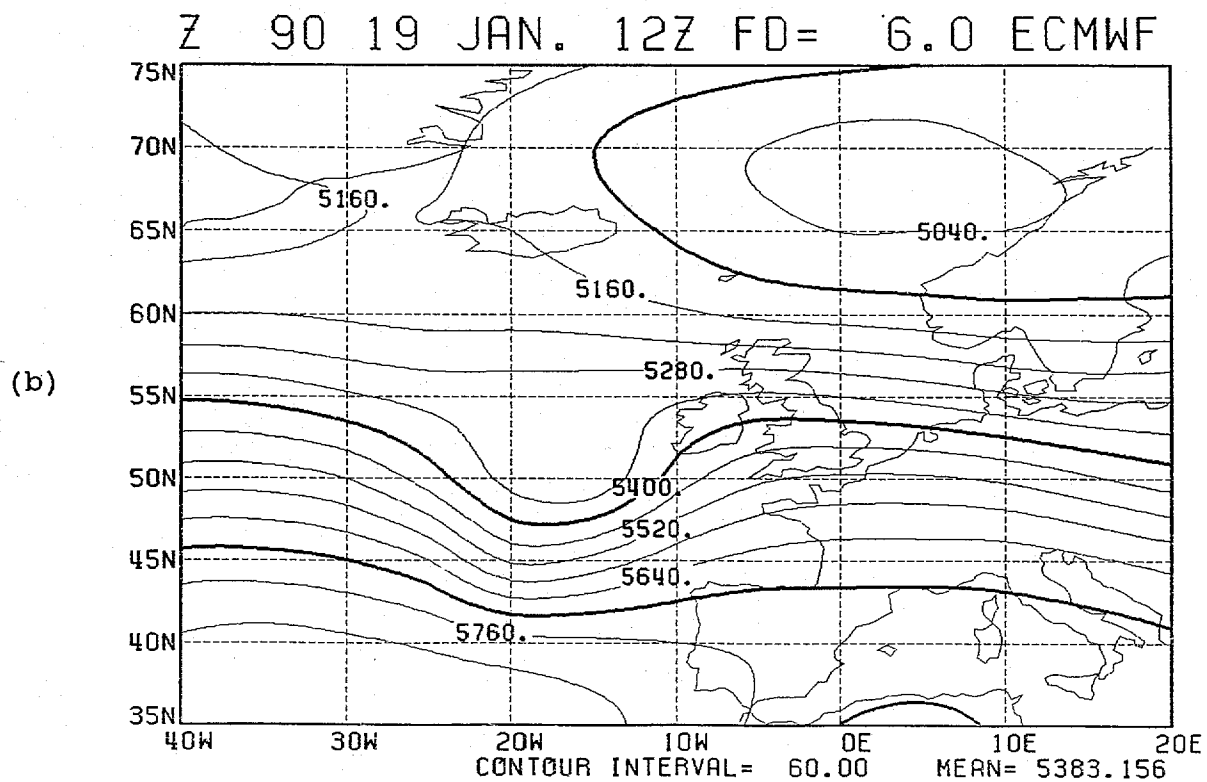 Z 90 19 JAN. 12Z FD= 6.0 ECMWF
75N
70N
5160.
65N
5040.
5160.
60N
5280.
(b)
55N
50N
5400.
5520.
45N
5640.
5760.
40N
35N
40W 30W 20W 10W 0E 10E 20E
CONTOUR INTERVAL= 60.00 MEAN= 5383.156